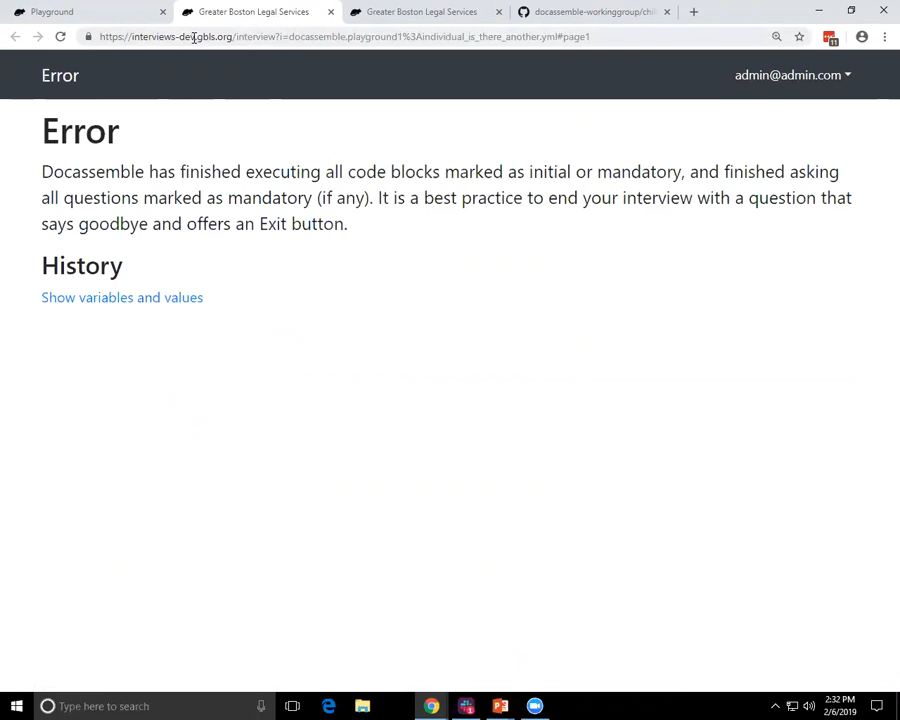 Playground
Greater Boston Legal Services
Greater Boston Legal Services
docassemble-workinggroup/chil
https://interviews-dev.gbls.org/interview?i=docassemble.playground1%3Aindividual_is_there_another.yml#page1
11
Error
admin@admin.com
Error
Docassemble has finished executing all code blocks marked as initial or mandatory, and finished asking
all questions marked as mandatory (if any). It is a best practice to end your interview with a question that
says goodbye and offers an Exit button.
History
Show variables and values
Type here to search
2:32 PM
2/6/2019